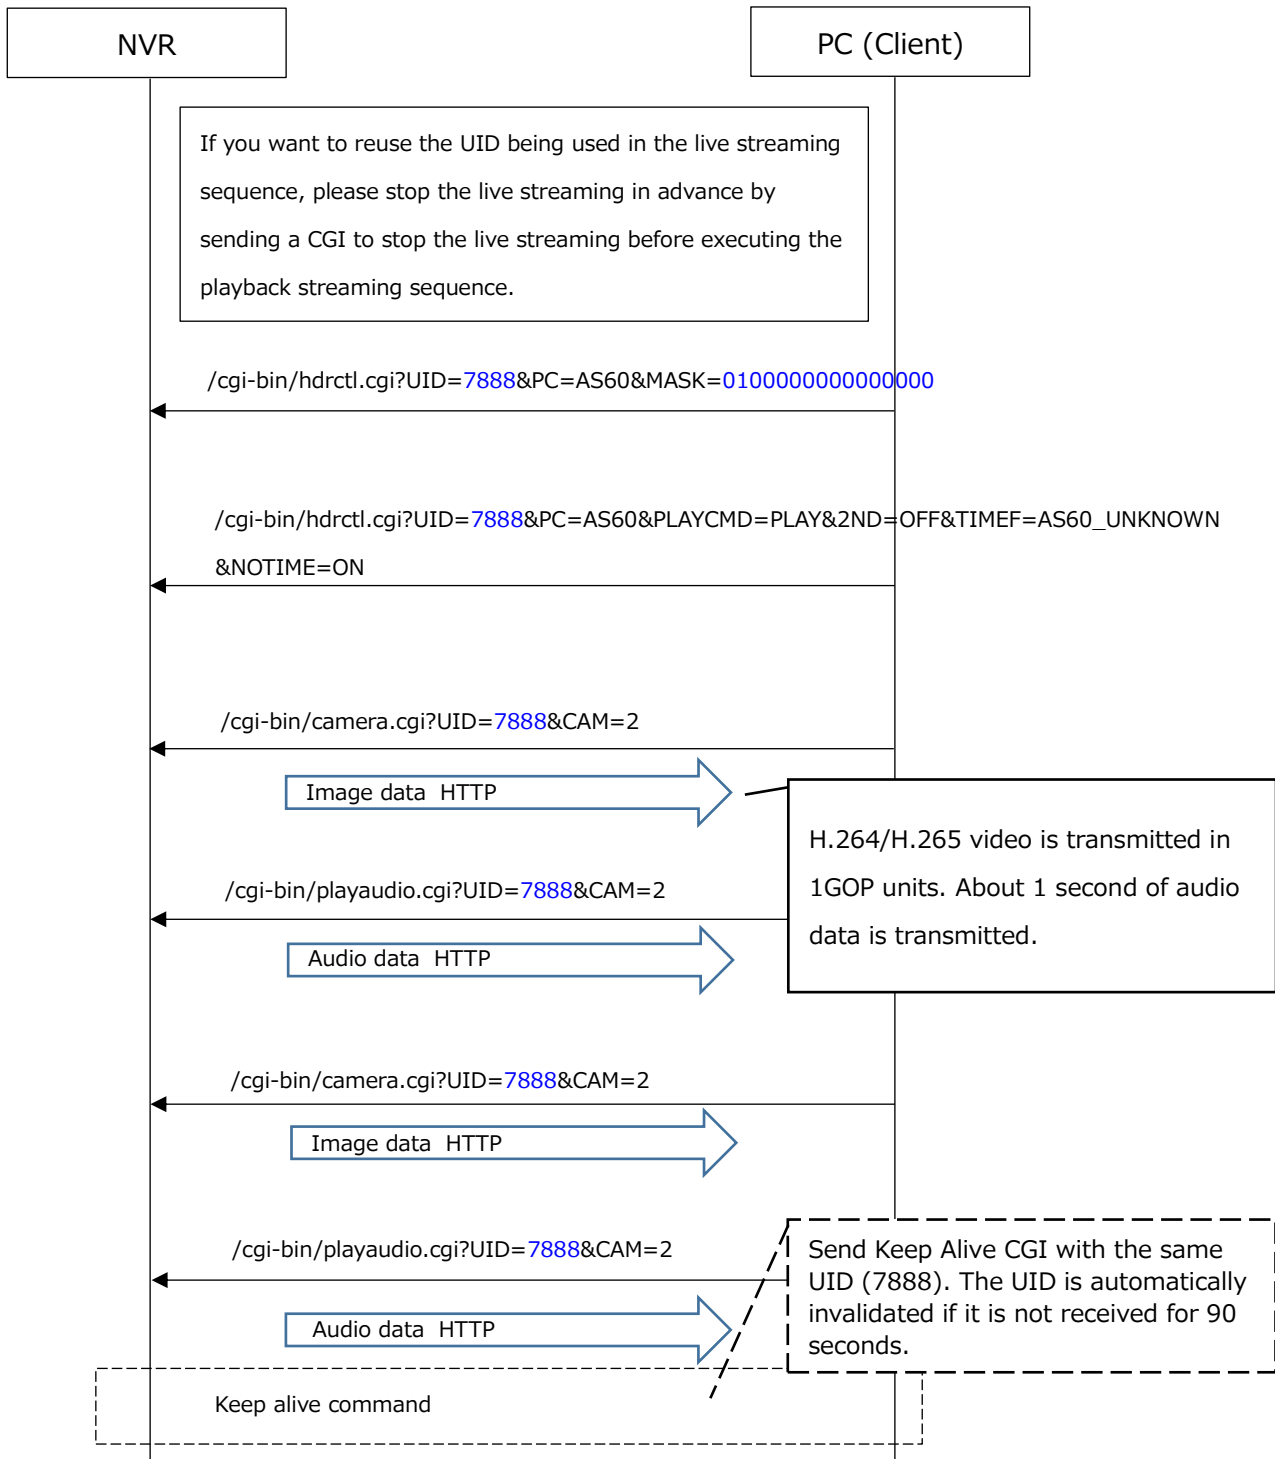 NVR
PC (Client)
If you want to reuse the UID being used in the live streaming
sequence, please stop the live streaming in advance by
sending a CGI to stop the live streaming before executing the
playback streaming sequence.
/cgi-bin/hdrctl.cgi?UID=7888&PC=AS60&MASK=0100000000000000
/cgi-bin/hdrctl.cgi?UID=7888&PC=AS60&PLAYCMD=PLAY&2ND=OFF&TIMEF=AS60_UNKNOWN
&NOTIME=ON
/cgi-bin/camera.cgi?UID=7888&CAM=2
Image data  HTTP
H.264/H.265 video is transmitted in
1GOP units. About 1 second of audio
data is transmitted.
/cgi-bin/playaudio.cgi?UID=7888&CAM=2
Audio data  HTTP
/cgi-bin/camera.cgi?UID=7888&CAM=2
Image data  HTTP
/cgi-bin/playaudio.cgi?UID=7888&CAM=2
Send Keep Alive CGI with the same
UID (7888). The UID is automatically
invalidated if it is not received for 90
seconds.
Audio data  HTTP
Keep alive command